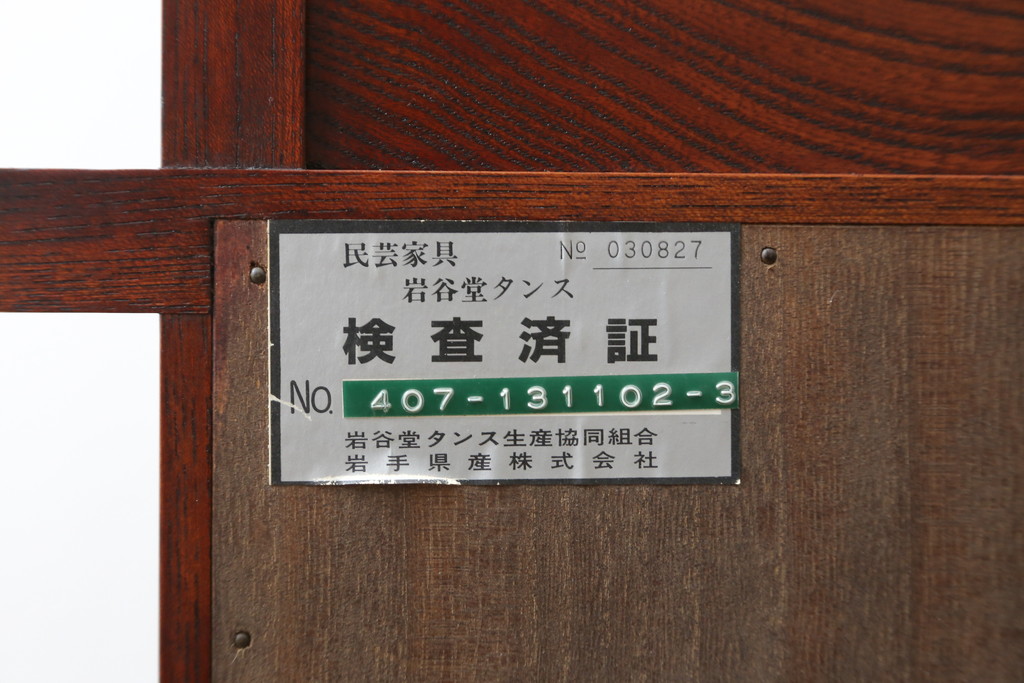 民芸家具 № 030827
岩谷堂タンス
検査済証
No. 407-131102-3
岩谷堂タンス生産協同組合
岩手県産株式会社